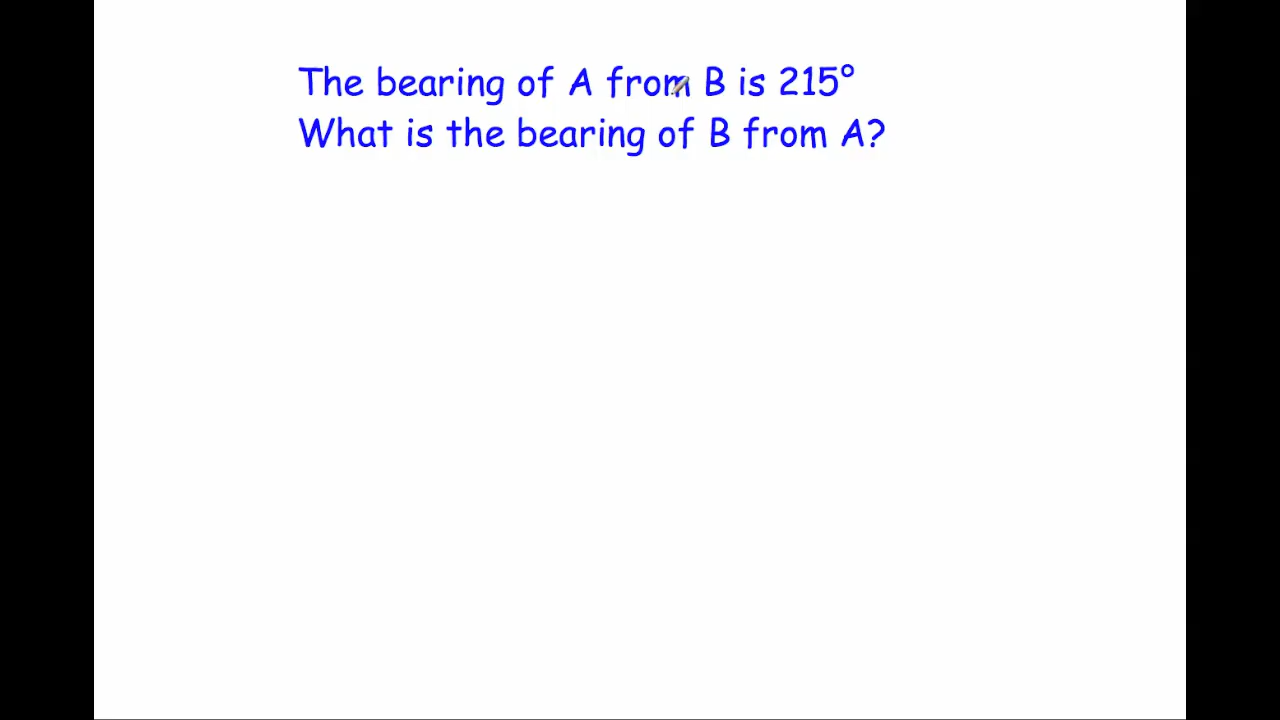 The bearing of A from B is 215°
What is the bearing of B from A?